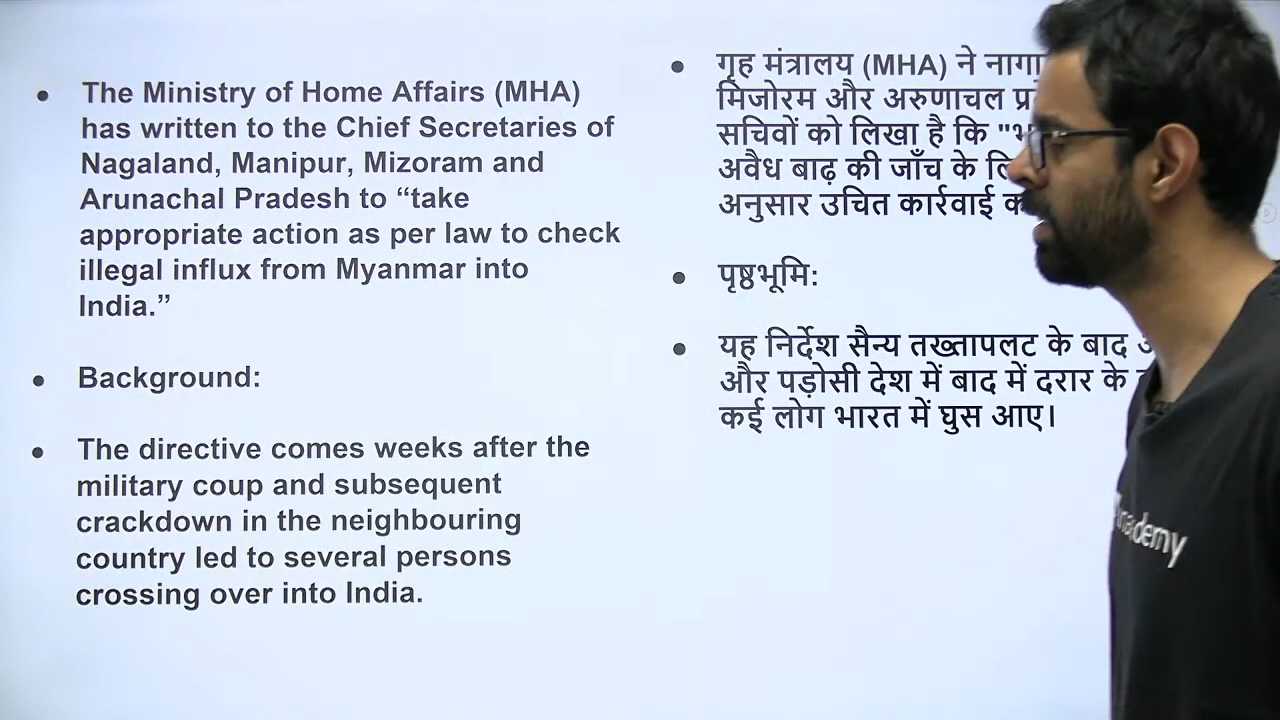 The Ministry of Home Affairs (MHA)
has written to the Chief Secretaries of
Nagaland, Manipur, Mizoram and
Arunachal Pradesh to “take
appropriate action as per law to check
illegal influx from Myanmar into
India.”
Background:
The directive comes weeks after the
military coup and subsequent
crackdown in the neighbouring
country led to several persons
crossing over into India.
गृह मंत्रालय (MHA) ने
मिजोरम और अरुणाचल
सचिवों को लिखा है कि
अवैध बाढ़ की जाँच के
अनुसार उचित कार्रवाई
पृष्ठभूमि:
यह निर्देश सैन्य तख्तापलट के बाद
और पड़ोसी देश में बाद में दरार के
कई लोग भारत में घुस आए।